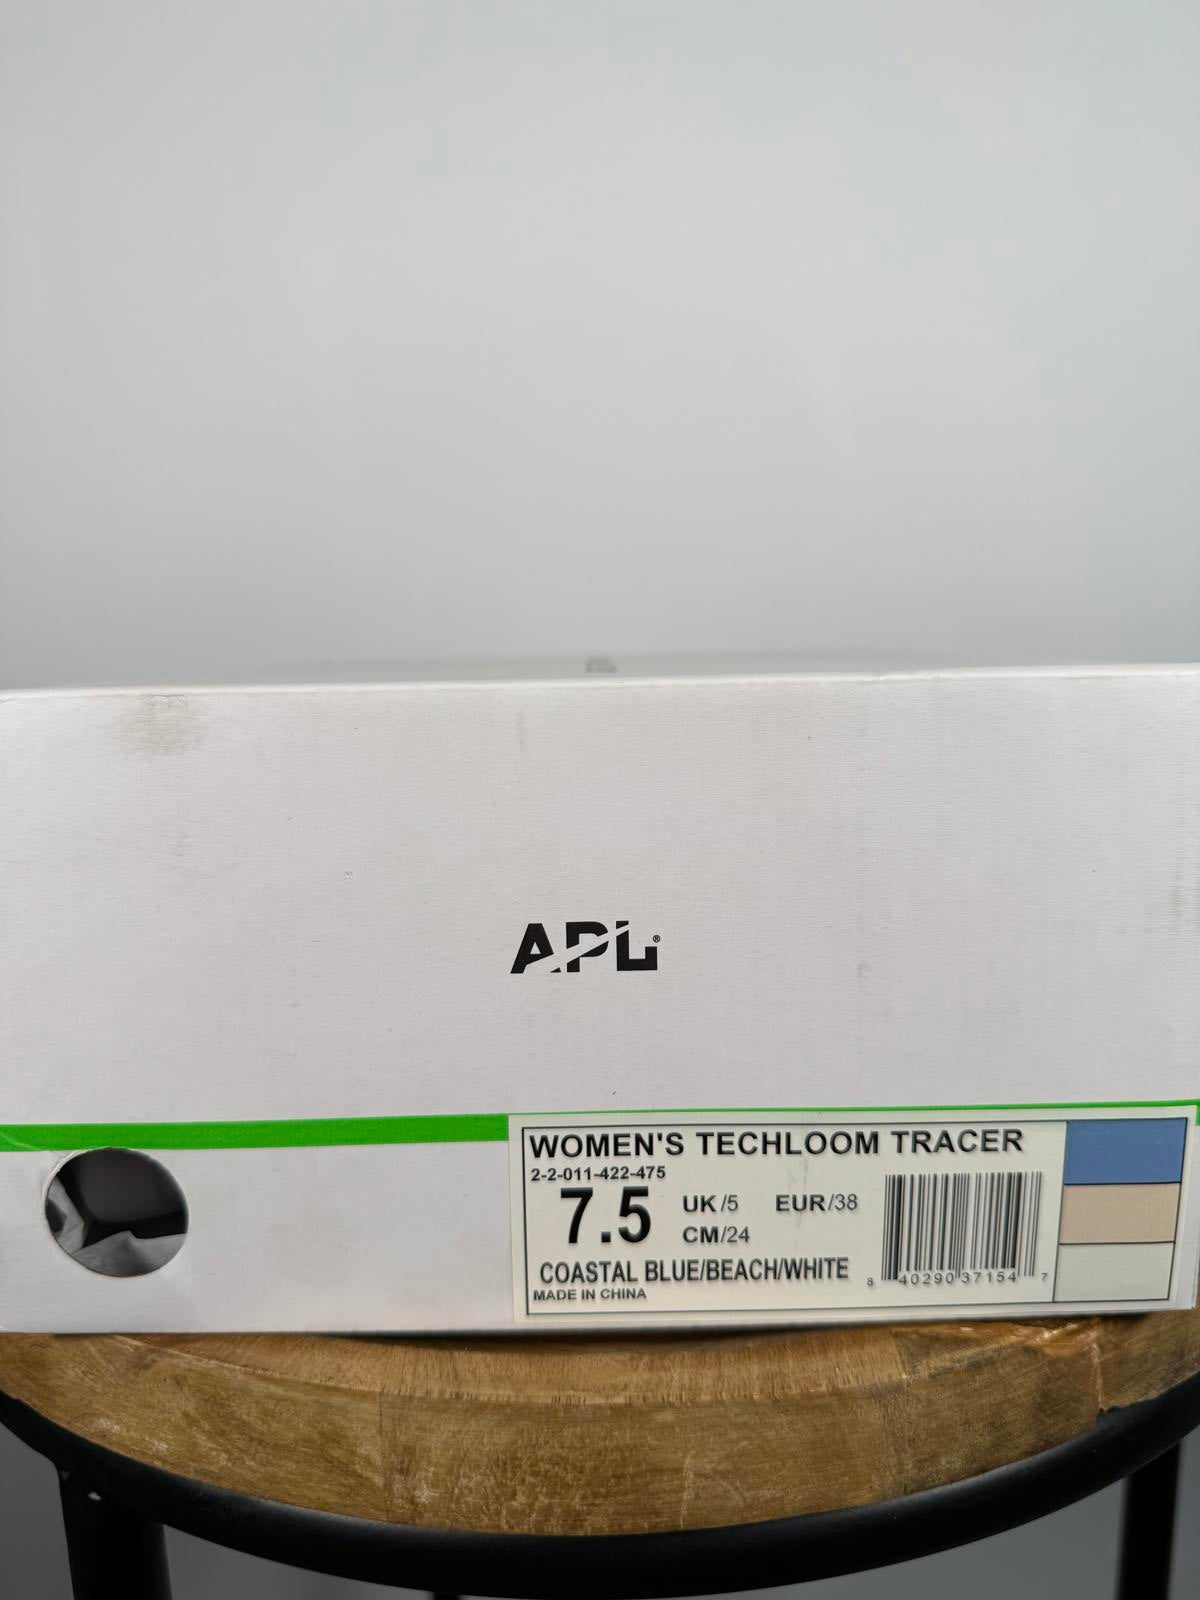 APL®
WOMEN'S TECHLOOM TRACER
2-2-011-422-475
7.5 UK/5 EUR/38
CM/24
COASTAL BLUE/BEACH/WHITE
MADE IN CHINA
8 40290 37154 7